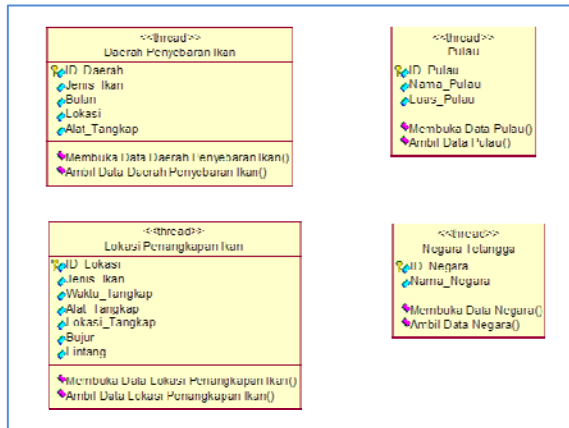 <<thread>>
Daerah Penyebaran Ikan
ID_Daerah
Jenis_Ikan
Bulan
Lokasi
Alat_Tangkap
Membuka Data Daerah Penyebaran Ikan()
Ambil Data Daerah Penyebaran Ikan()
<<thread>>
Pulau
ID_Pulau
Nama_Pulau
Luas_Pulau
Membuka Data Pulau()
Ambil Data Pulau()
<<thread>>
Lokasi Penangkapan Ikan
ID_Lokasi
Jenis_Ikan
Waktu_Tangkap
Alat_Tangkap
Lokasi_Tangkap
Bujur
Lintang
Membuka Data Lokasi Penangkapan Ikan()
Ambil Data Lokasi Penangkapan Ikan()
<<thread>>
Negara Tetangga
ID_Negara
Nama_Negara
Membuka Data Negara()
Ambil Data Negara()